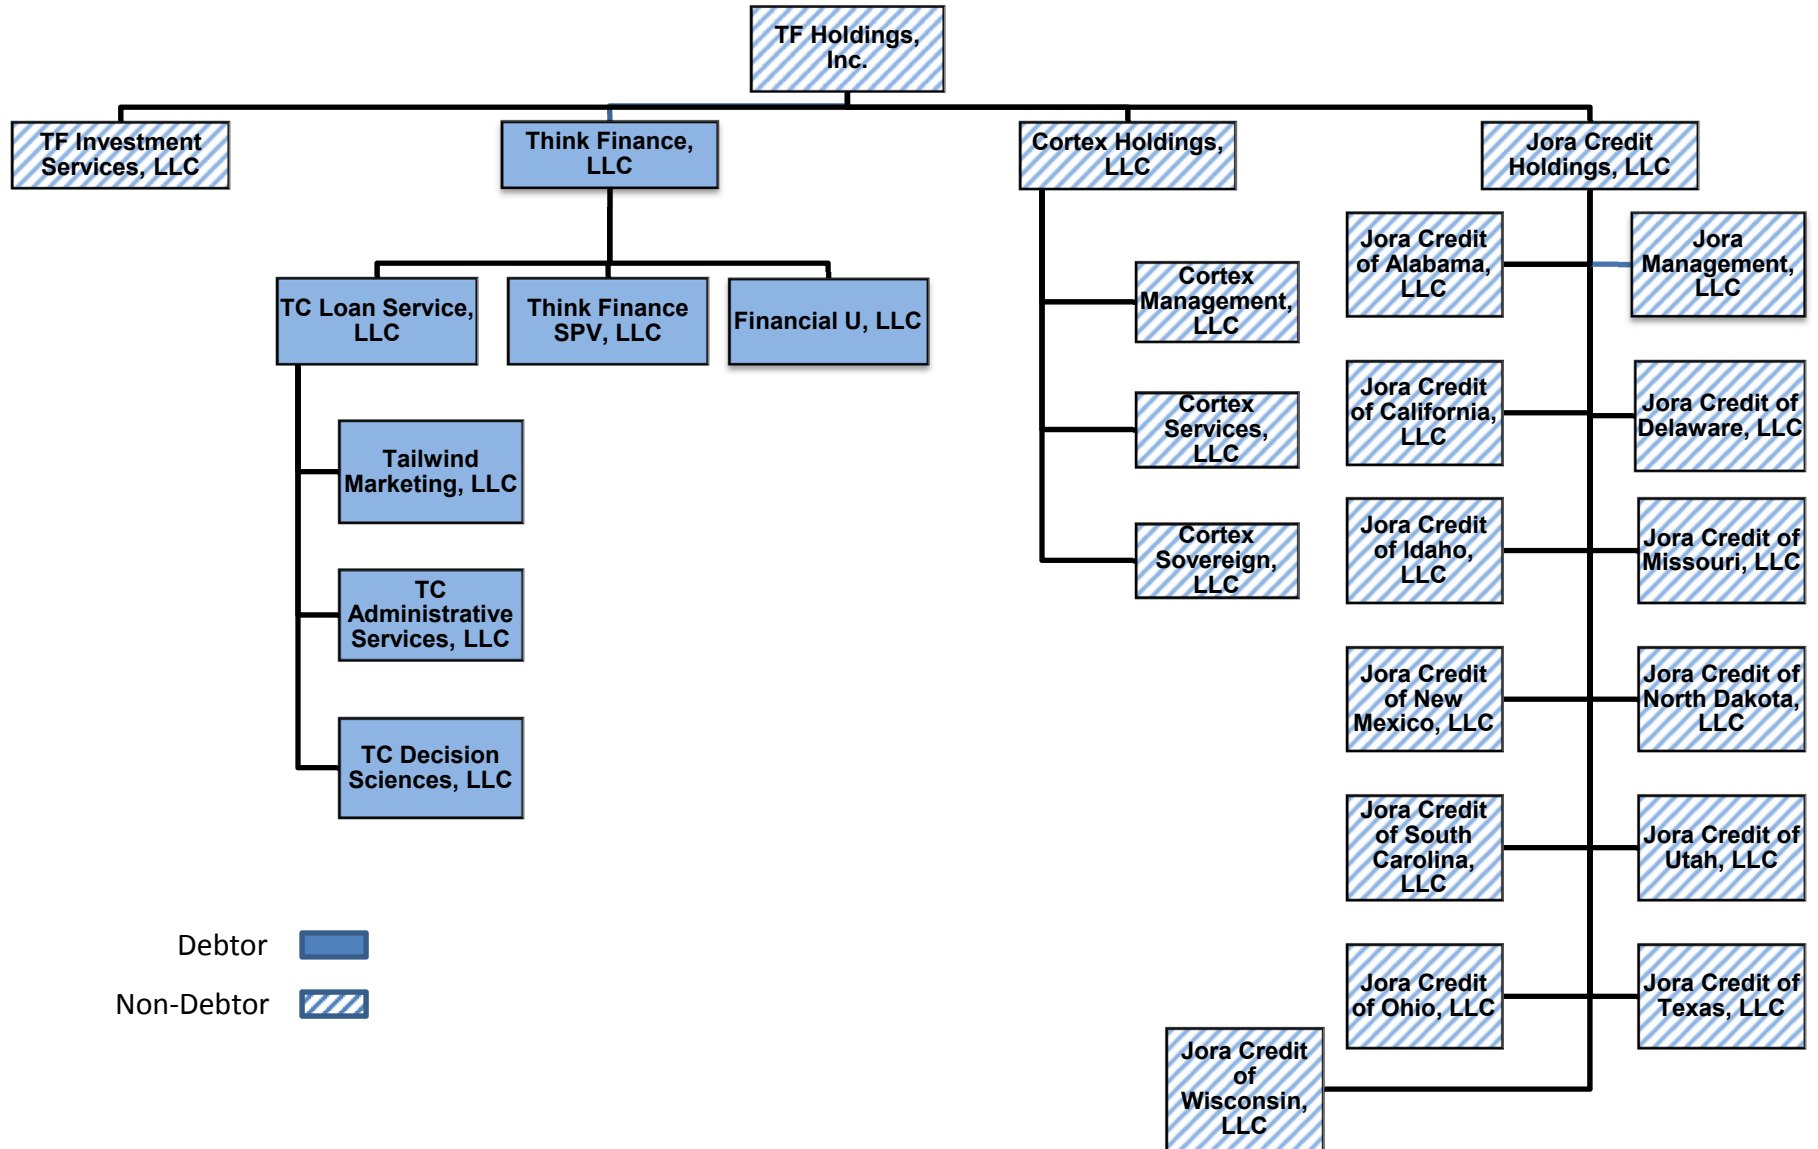 TF Holdings,
Inc.
TF Investment
Services, LLC
Think Finance,
LLC
Cortex Holdings,
LLC
Jora Credit
Holdings, LLC
TC Loan Service,
LLC
Think Finance
SPV, LLC
Financial U, LLC
Tailwind
Marketing, LLC
TC
Administrative
Services, LLC
TC Decision
Sciences, LLC
Cortex
Management,
LLC
Cortex
Services,
LLC
Cortex
Sovereign,
LLC
Jora Credit
of Alabama,
LLC
Jora
Management,
LLC
Jora Credit
of California,
LLC
Jora Credit of
Delaware, LLC
Jora Credit
of Idaho,
LLC
Jora Credit of
Missouri, LLC
Jora Credit
of New
Mexico, LLC
Jora Credit of
North Dakota,
LLC
Jora Credit
of South
Carolina,
LLC
Jora Credit of
Utah, LLC
Jora Credit
of Ohio, LLC
Jora Credit of
Texas, LLC
Jora Credit
of
Wisconsin,
LLC
Debtor
Non-Debtor